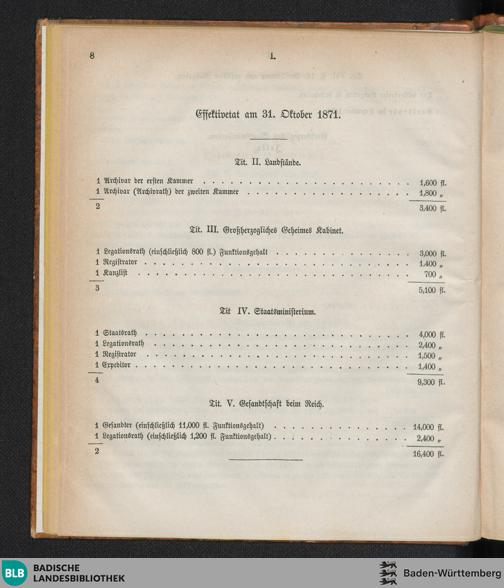 8
1.
Effektivetat am 31. Oktober 1871.
Tit. II. Landstände.
1 Archivar der ersten Kammer . . . . . . . . . . . . . . . . . . . . 1,600 fl.
1 Archivar (Archivrath) der zweiten Kammer . . . . . . . . . . . . . . . 1,800 „
2 3,400 fl.
Tit. III. Großherzogliches Geheimes Kabinet.
1 Legationsrath (einschließlich 800 fl.) Funktionsgehalt . . . . . . . . . . . . . 3,000 fl.
1 Registrator . . . . . . . . . . . . . . . . . . . . . . . . . 1,400 „
1 Kanzlist . . . . . . . . . . . . . . . . . . . . . . . . . . 700 „
3 5,100 fl.
Tit IV. Staatsministerium.
1 Staatsrath . . . . . . . . . . . . . . . . . . . . . . . . . 4,000 fl.
1 Legationsrath . . . . . . . . . . . . . . . . . . . . . . . . 2,400 „
1 Registrator . . . . . . . . . . . . . . . . . . . . . . . . . 1,500 „
1 Expeditor . . . . . . . . . . . . . . . . . . . . . . . . . . 1,400 „
4 9,300 fl.
Tit. V. Gesandtschaft beim Reich.
1 Gesandter (einschließlich 11,000 fl. Funktionsgehalt) . . . . . . . . . . . . . 14,000 fl.
1 Legationsrath (einschließlich 1,200 fl. Funktionsgehalt) . . . . . . . . . . . . . 2,400 „
2 16,400 fl.
BLB BADISCHE
LANDESBIBLIOTHEK
Baden-Württemberg